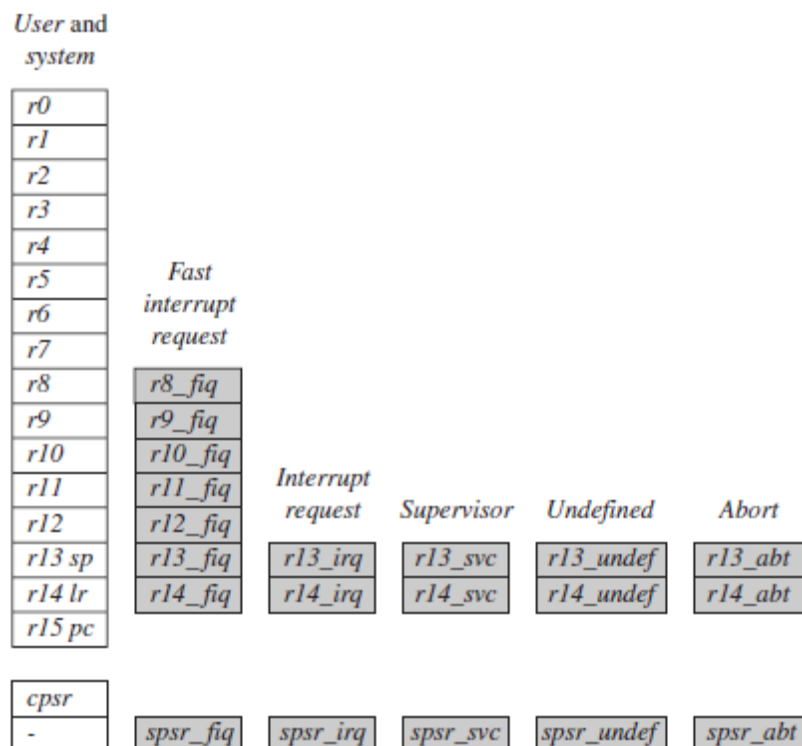 User and
system
r0
r1
r2
r3
r4
r5
r6
r7
r8
r9
r10
r11
r12
r13 sp
r14 lr
r15 pc
cpsr
-
Fast
interrupt
request
r8_fiq
r9_fiq
r10_fiq
r11_fiq
r12_fiq
r13_fiq
r14_fiq
spsr_fiq
Interrupt
request
r13_irq
r14_irq
spsr_irq
Supervisor
r13_svc
r14_svc
spsr_svc
Undefined
r13_undef
r14_undef
spsr_undef
Abort
r13_abt
r14_abt
spsr_abt